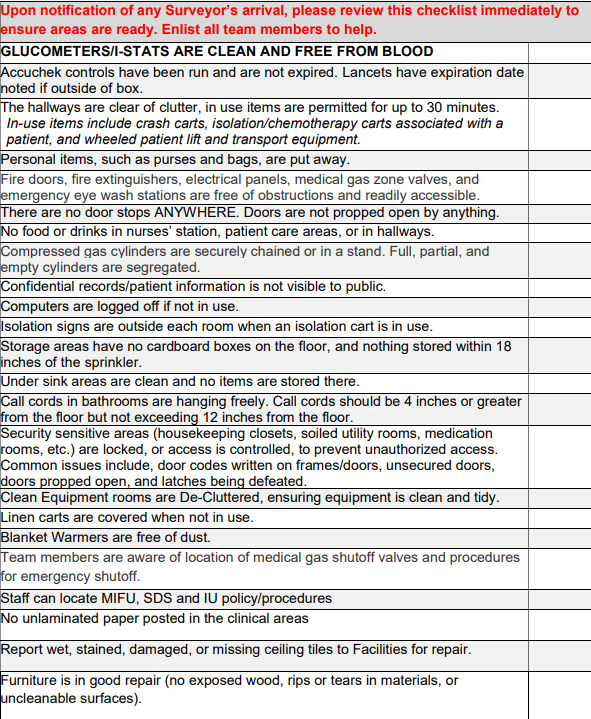 Upon notification of any Surveyor's arrival, please review this checklist immediately to
ensure areas are ready. Enlist all team members to help.
GLUCOMETERS/I-STATS ARE CLEAN AND FREE FROM BLOOD
Accuchek controls have been run and are not expired. Lancets have expiration date
noted if outside of box.
The hallways are clear of clutter, in use items are permitted for up to 30 minutes.
In-use items include crash carts, isolation/chemotherapy carts associated with a
patient, and wheeled patient lift and transport equipment.
Personal items, such as purses and bags, are put away.
Fire doors, fire extinguishers, electrical panels, medical gas zone valves, and
emergency eye wash stations are free of obstructions and readily accessible.
There are no door stops ANYWHERE. Doors are not propped open by anything.
No food or drinks in nurses' station, patient care areas, or in hallways.
Compressed gas cylinders are securely chained or in a stand. Full, partial, and
empty cylinders are segregated.
Confidential records/patient information is not visible to public.
Computers are logged off if not in use.
Isolation signs are outside each room when an isolation cart is in use.
Storage areas have no cardboard boxes on the floor, and nothing stored within 18
inches of the sprinkler.
Under sink areas are clean and no items are stored there.
Call cords in bathrooms are hanging freely. Call cords should be 4 inches or greater
from the floor but not exceeding 12 inches from the floor.
Security sensitive areas (housekeeping closets, soiled utility rooms, medication
rooms, etc.) are locked, or access is controlled, to prevent unauthorized access.
Common issues include, door codes written on frames/doors, unsecured doors,
doors propped open, and latches being defeated.
Clean Equipment rooms are De-Cluttered, ensuring equipment is clean and tidy.
Linen carts are covered when not in use.
Blanket Warmers are free of dust.
Team members are aware of location of medical gas shutoff valves and procedures
for emergency shutoff.
Staff can locate MIFU, SDS and IU policy/procedures
No unlaminated paper posted in the clinical areas
Report wet, stained, damaged, or missing ceiling tiles to Facilities for repair.
Furniture is in good repair (no exposed wood, rips or tears in materials, or
uncleanable surfaces).